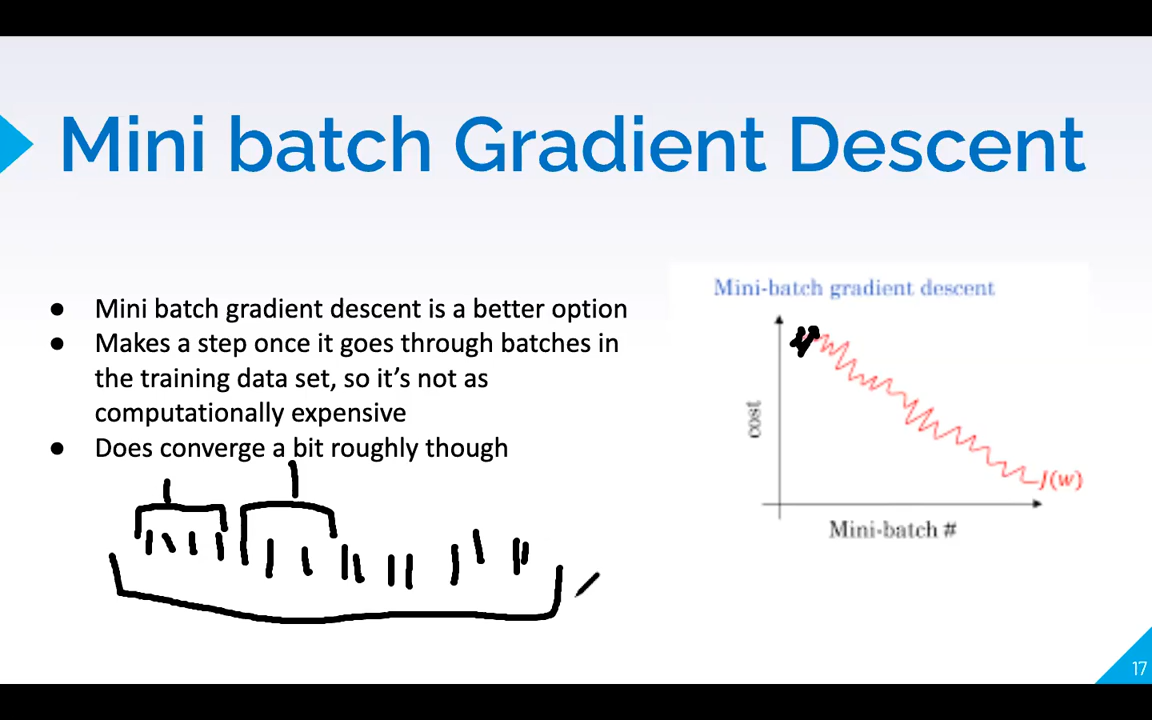 Mini batch Gradient Descent
● Mini batch gradient descent is a better option
● Makes a step once it goes through batches in
the training data set, so it's not as
computationally expensive
● Does converge a bit roughly though
Mini-batch gradient descent
cost
J(w)
Mini-batch #
17